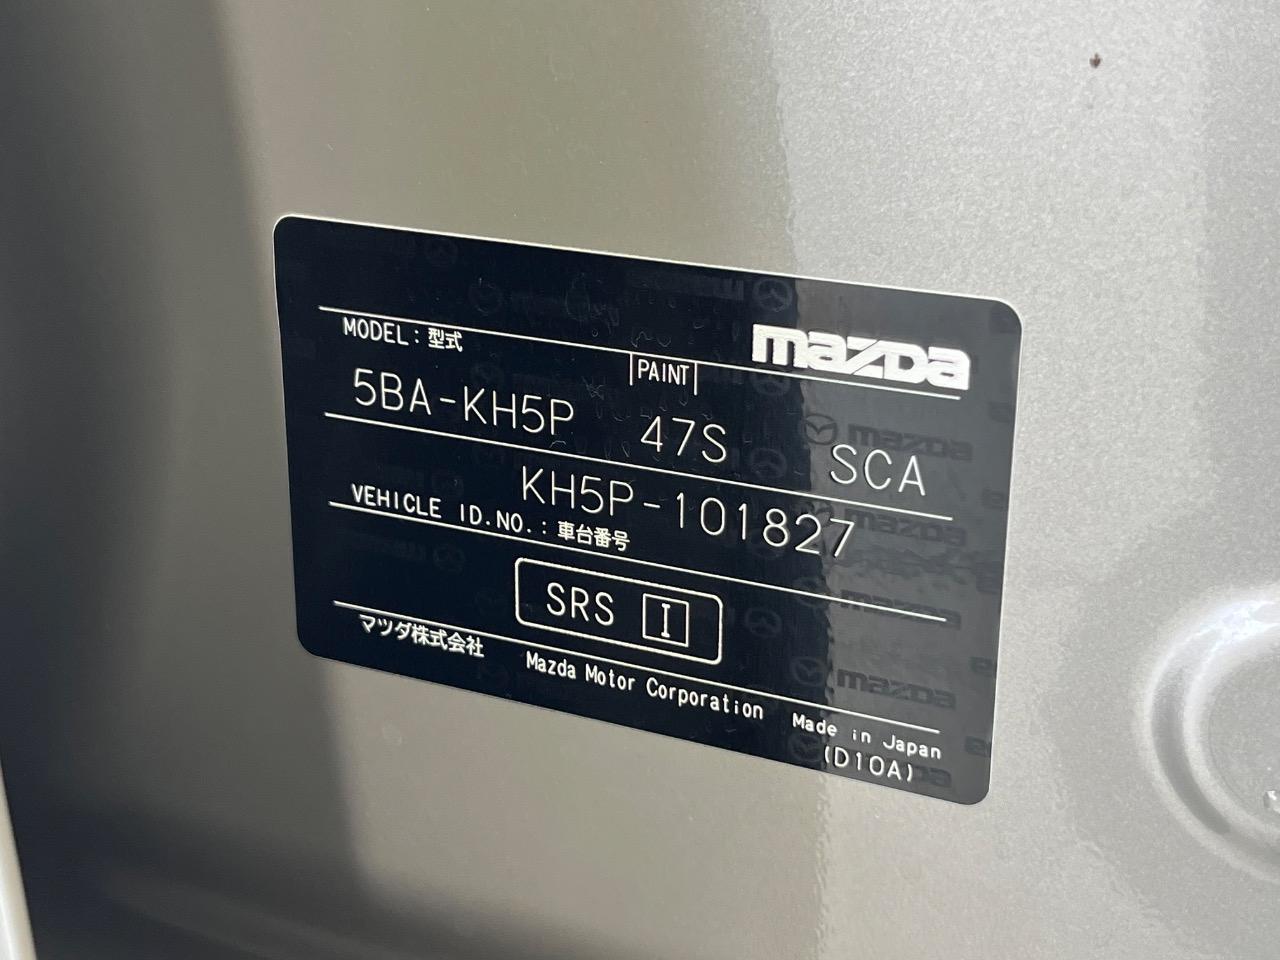 mazda
MODEL：型式
PAINT
5BA-KH5P 47S SCA
KH5P-101827
VEHICLE ID.NO.：車台番号
SRS I
マツダ株式会社
Mazda Motor Corporation
Made in Japan
(D10A)